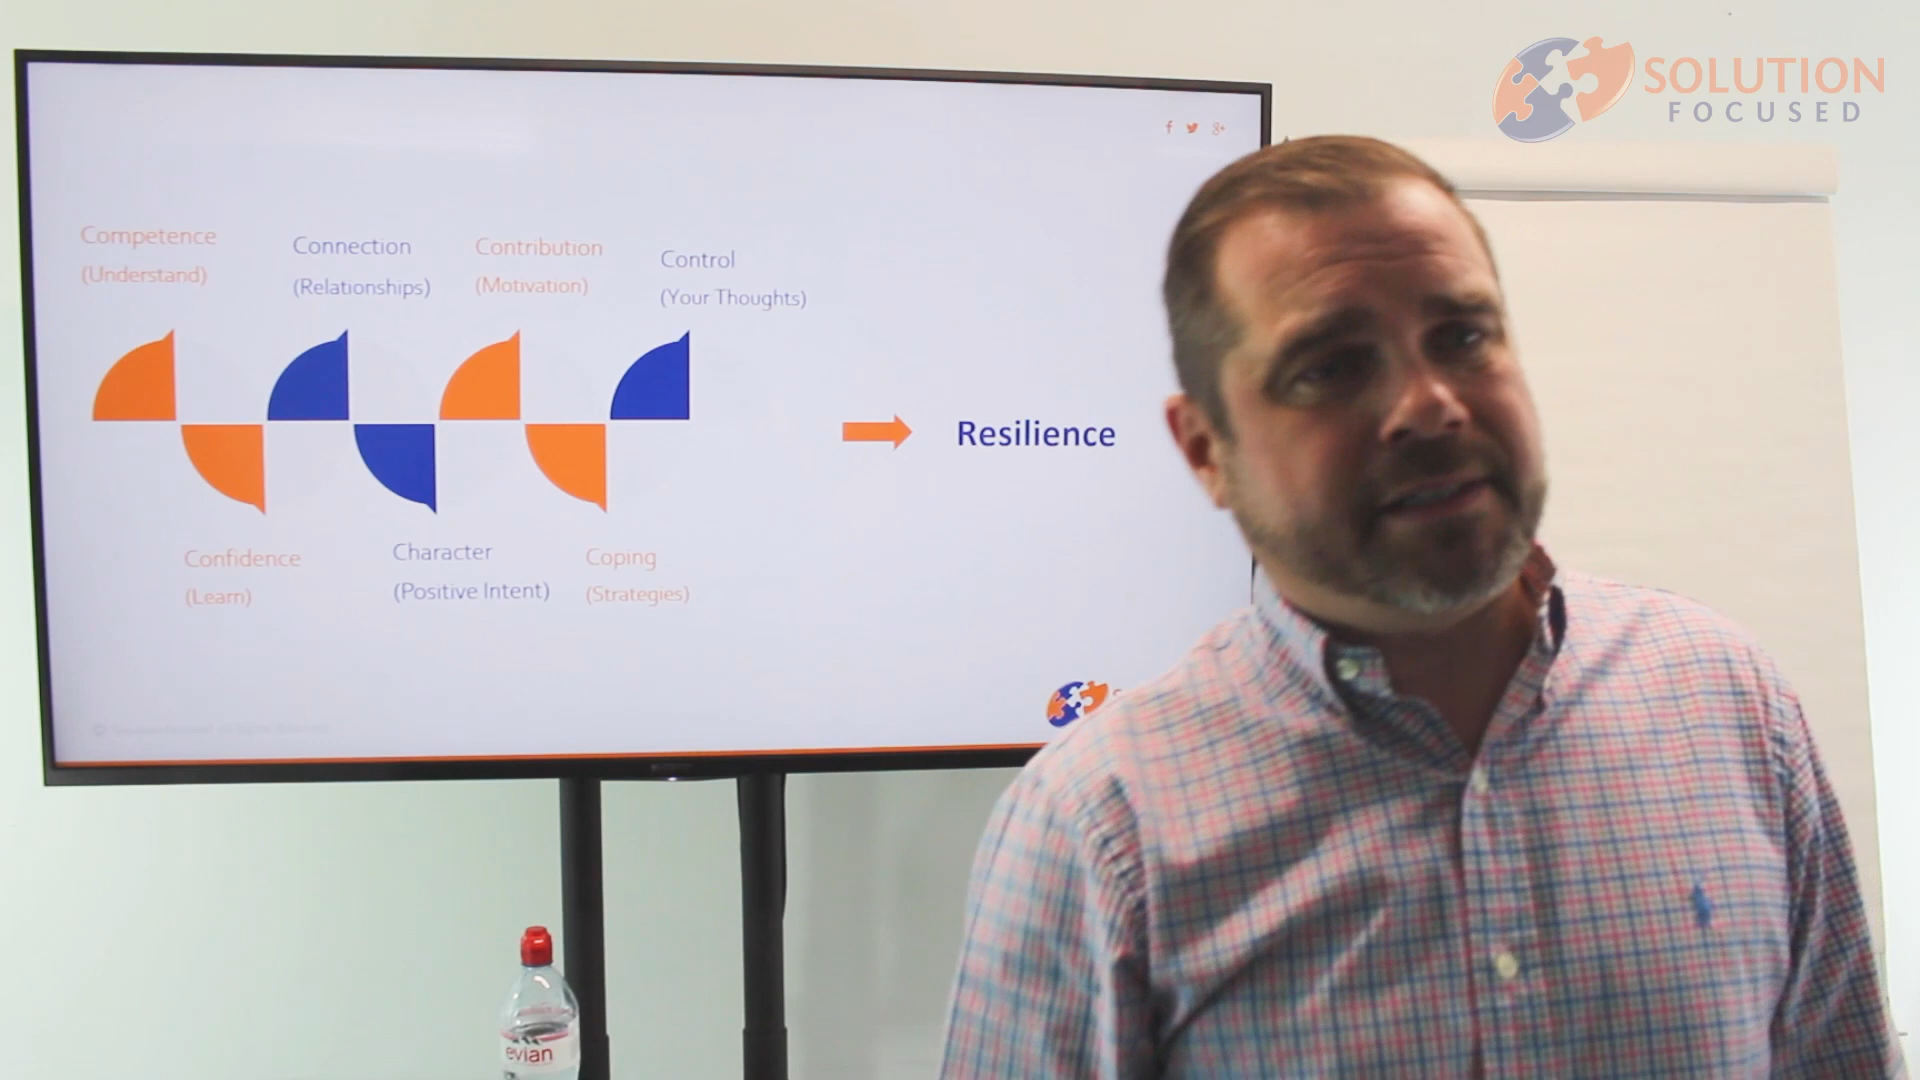 SOLUTION
FOCUSED
f
8+
Competence
(Understand)
Connection
(Relationships)
Contribution
(Motivation)
Control
(Your Thoughts)
Resilience
Confidence
(Learn)
Character
(Positive Intent)
Coping
(Strategies)
evian